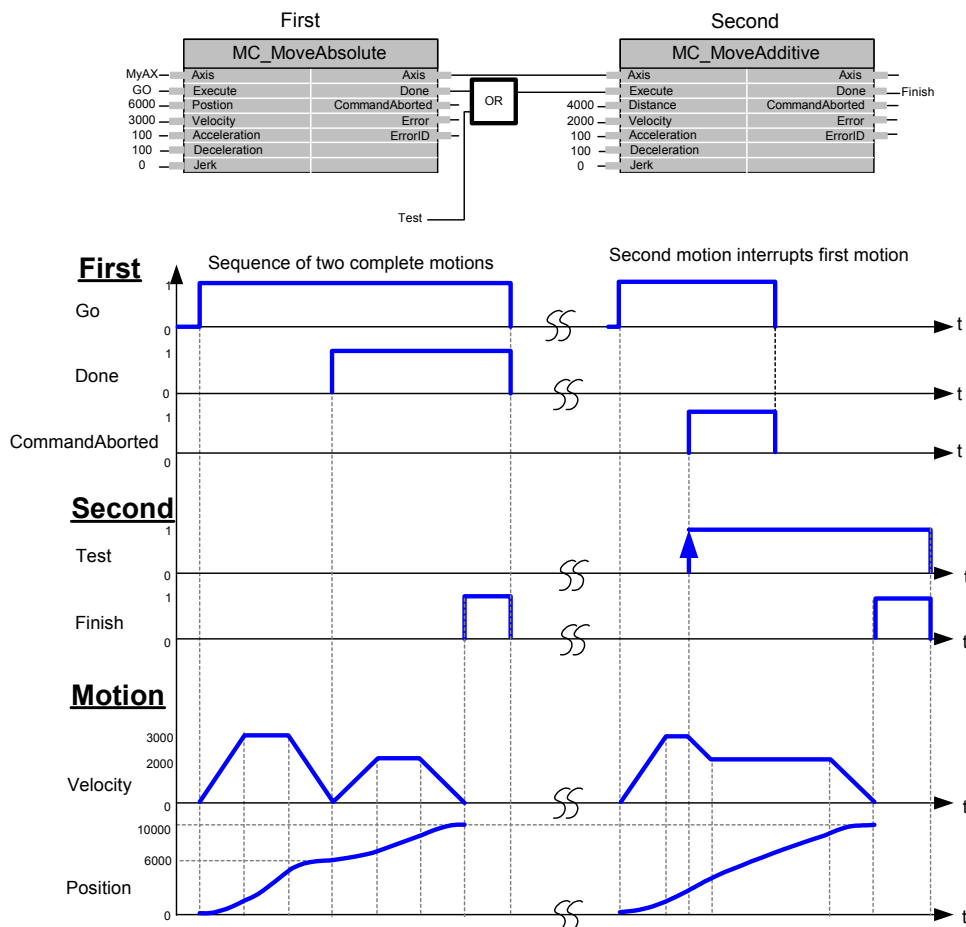 First Second
MC_MoveAbsolute MC_MoveAdditive
MyAX Axis Axis Axis Axis
GO Execute Done OR Execute Done Finish
6000 Postion CommandAborted 4000 Distance CommandAborted
3000 Velocity Error 2000 Velocity Error
100 Acceleration ErrorID 100 Acceleration ErrorID
100 Deceleration 100 Deceleration
0 Jerk 0 Jerk
Test
First Sequence of two complete motions Second motion interrupts first motion
1
Go
0 t
1
Done
0 t
1
CommandAborted
0 t
Second
1
Test
0 t
1
Finish
0 t
Motion
3000
2000
Velocity
0 t
10000
6000
Position
0 t